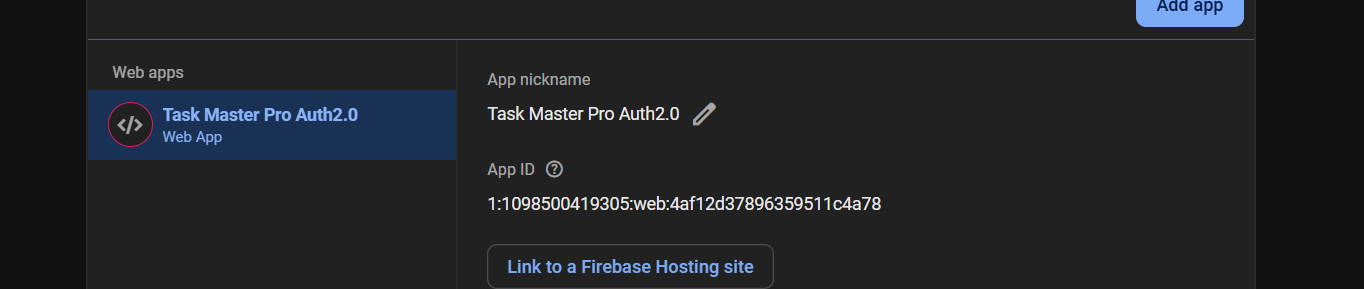 Add app
Web apps
Task Master Pro Auth2.0
Web App
App nickname
Task Master Pro Auth2.0
App ID
1:1098500419305:web:4af12d37896359511c4a78
Link to a Firebase Hosting site